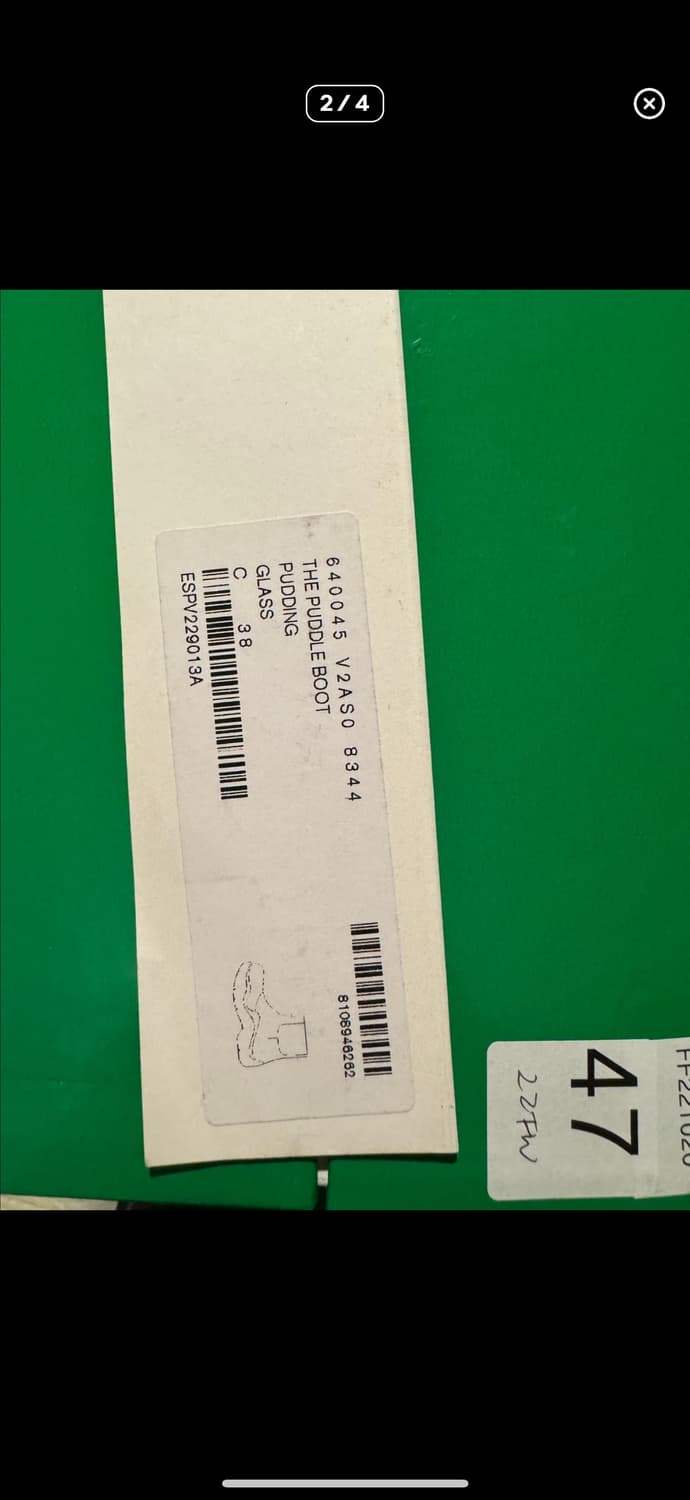 2/4
640045 V2AS0 8344
THE PUDDLE BOOT
PUDDING
GLASS
C 38
ESPV229013A
8106946262
47
22FW